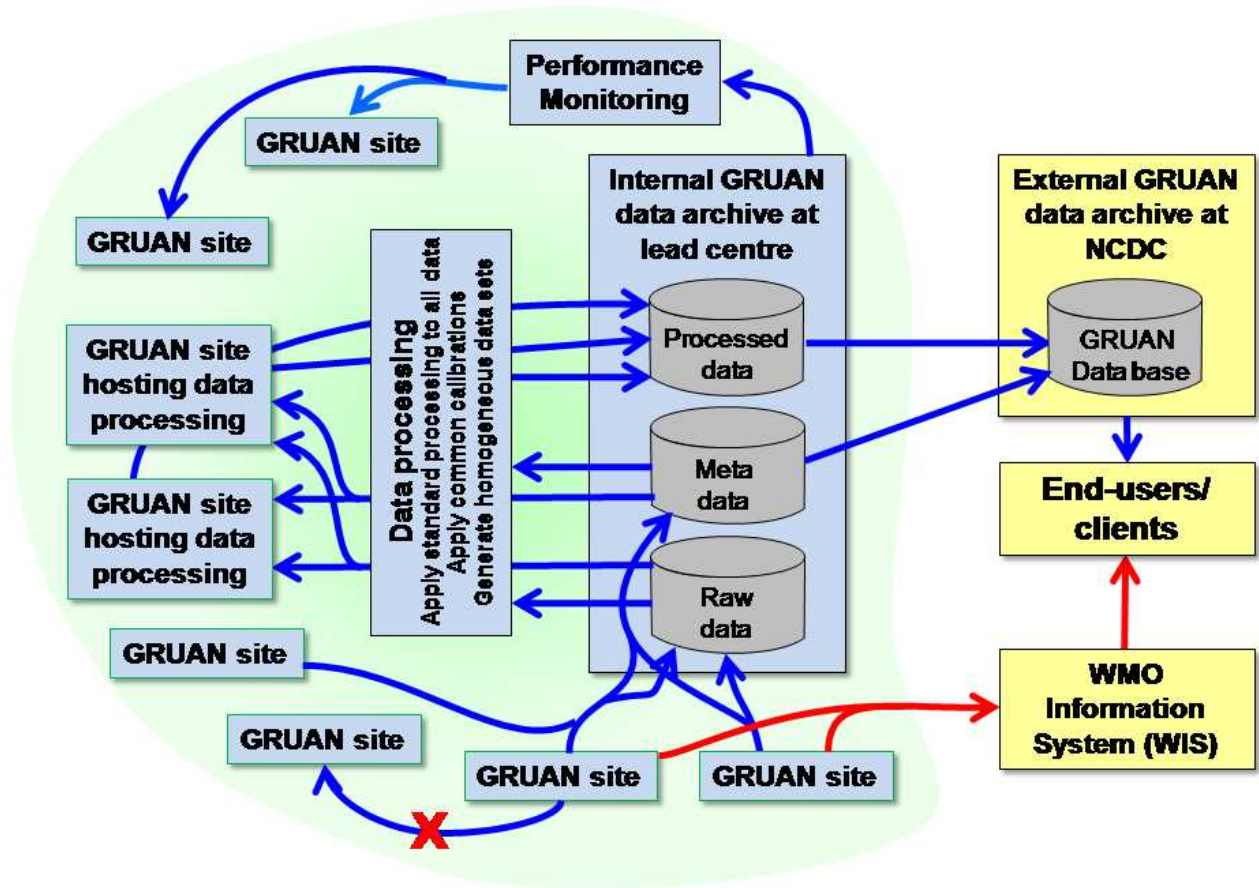 Performance
Monitoring
GRUAN site
GRUAN site
Internal GRUAN
data archive at
lead centre
External GRUAN
data archive at
NCDC
Data processing
Apply standard processing to all data
Apply common calibrations
Generate homogeneous data sets
Processed
data
GRUAN
Database
GRUAN site
hosting data
processing
Meta
data
GRUAN site
hosting data
processing
End-users/
clients
Raw
data
GRUAN site
WMO
Information
System (WIS)
GRUAN site
GRUAN site
GRUAN site
X